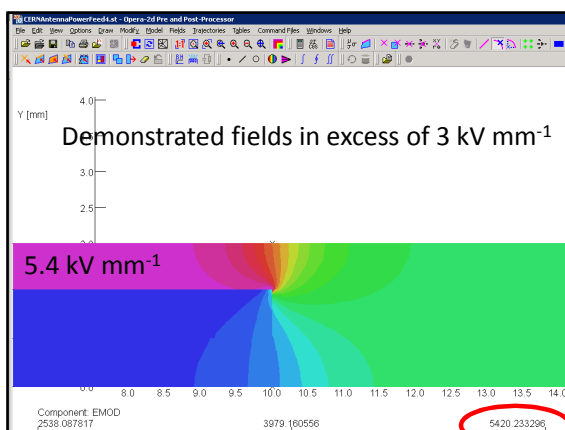 CERNAntennaPowerFeed4.st - Opera-2d Pre and Post-Processor
File Edit View Options Draw Modify Model Fields Trajectories Tables Command Files Windows Help
4.0
Y [mm]
Demonstrated fields in excess of 3 kV mm-1
3.0
2.5
5.4 kV mm-1
8.0 8.5 9.0 9.5 10.0 10.5 11.0 11.5 12.0 12.5 13.0 13.5 14.0
Component: EMOD
2538.087817 3979.160556 5420.233296